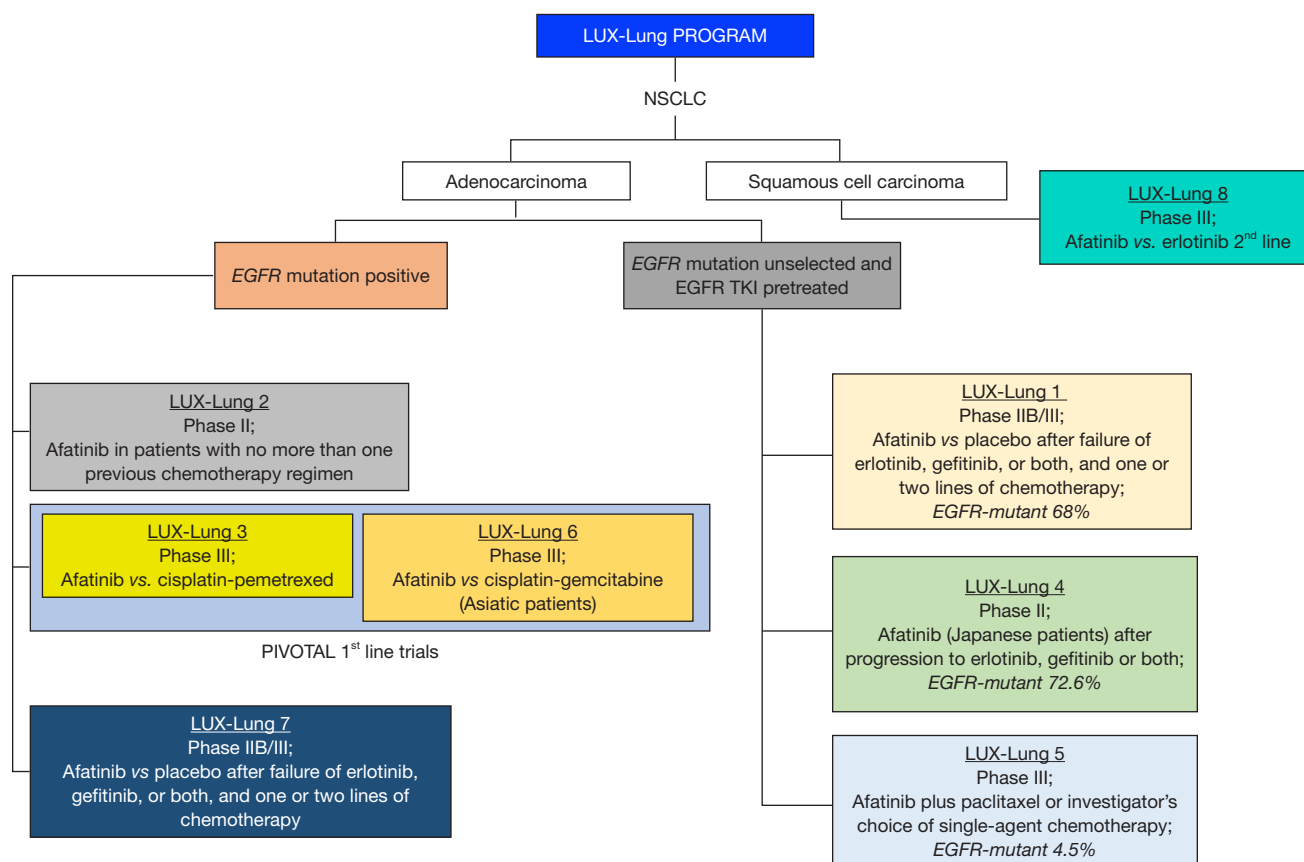 LUX-Lung PROGRAM
NSCLC
Adenocarcinoma
Squamous cell carcinoma
LUX-Lung 8
Phase III;
Afatinib vs. erlotinib 2nd line
EGFR mutation positive
EGFR mutation unselected and
EGFR TKI pretreated
LUX-Lung 2
Phase II;
Afatinib in patients with no more than one
previous chemotherapy regimen
LUX-Lung 3
Phase III;
Afatinib vs. cisplatin-pemetrexed
LUX-Lung 6
Phase III;
Afatinib vs cisplatin-gemcitabine
(Asiatic patients)
PIVOTAL 1st line trials
LUX-Lung 7
Phase IIB/III;
Afatinib vs placebo after failure of erlotinib,
gefitinib, or both, and one or two lines of
chemotherapy
LUX-Lung 1
Phase IIB/III;
Afatinib vs placebo after failure of
erlotinib, gefitinib, or both, and one or
two lines of chemotherapy;
EGFR-mutant 68%
LUX-Lung 4
Phase II;
Afatinib (Japanese patients) after
progression to erlotinib, gefitinib or both;
EGFR-mutant 72.6%
LUX-Lung 5
Phase III;
Afatinib plus paclitaxel or investigator's
choice of single-agent chemotherapy;
EGFR-mutant 4.5%